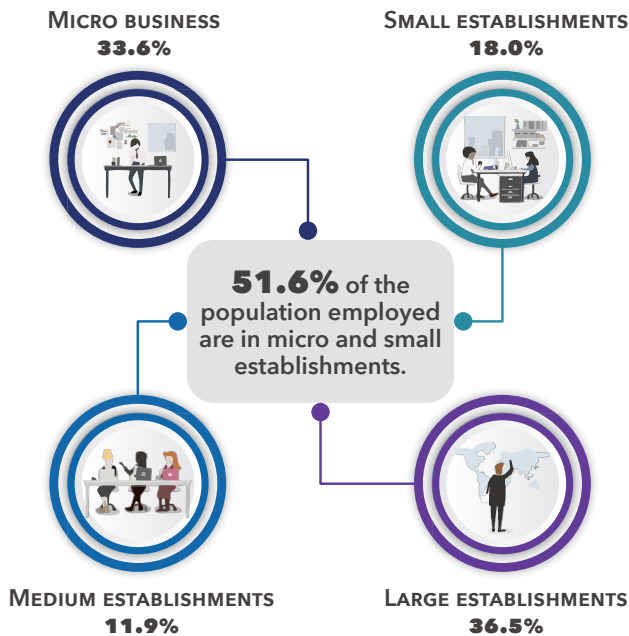 MICRO BUSINESS
33.6%
SMALL ESTABLISHMENTS
18.0%
51.6% of the
population employed
are in micro and small
establishments.
MEDIUM ESTABLISHMENTS
11.9%
LARGE ESTABLISHMENTS
36.5%